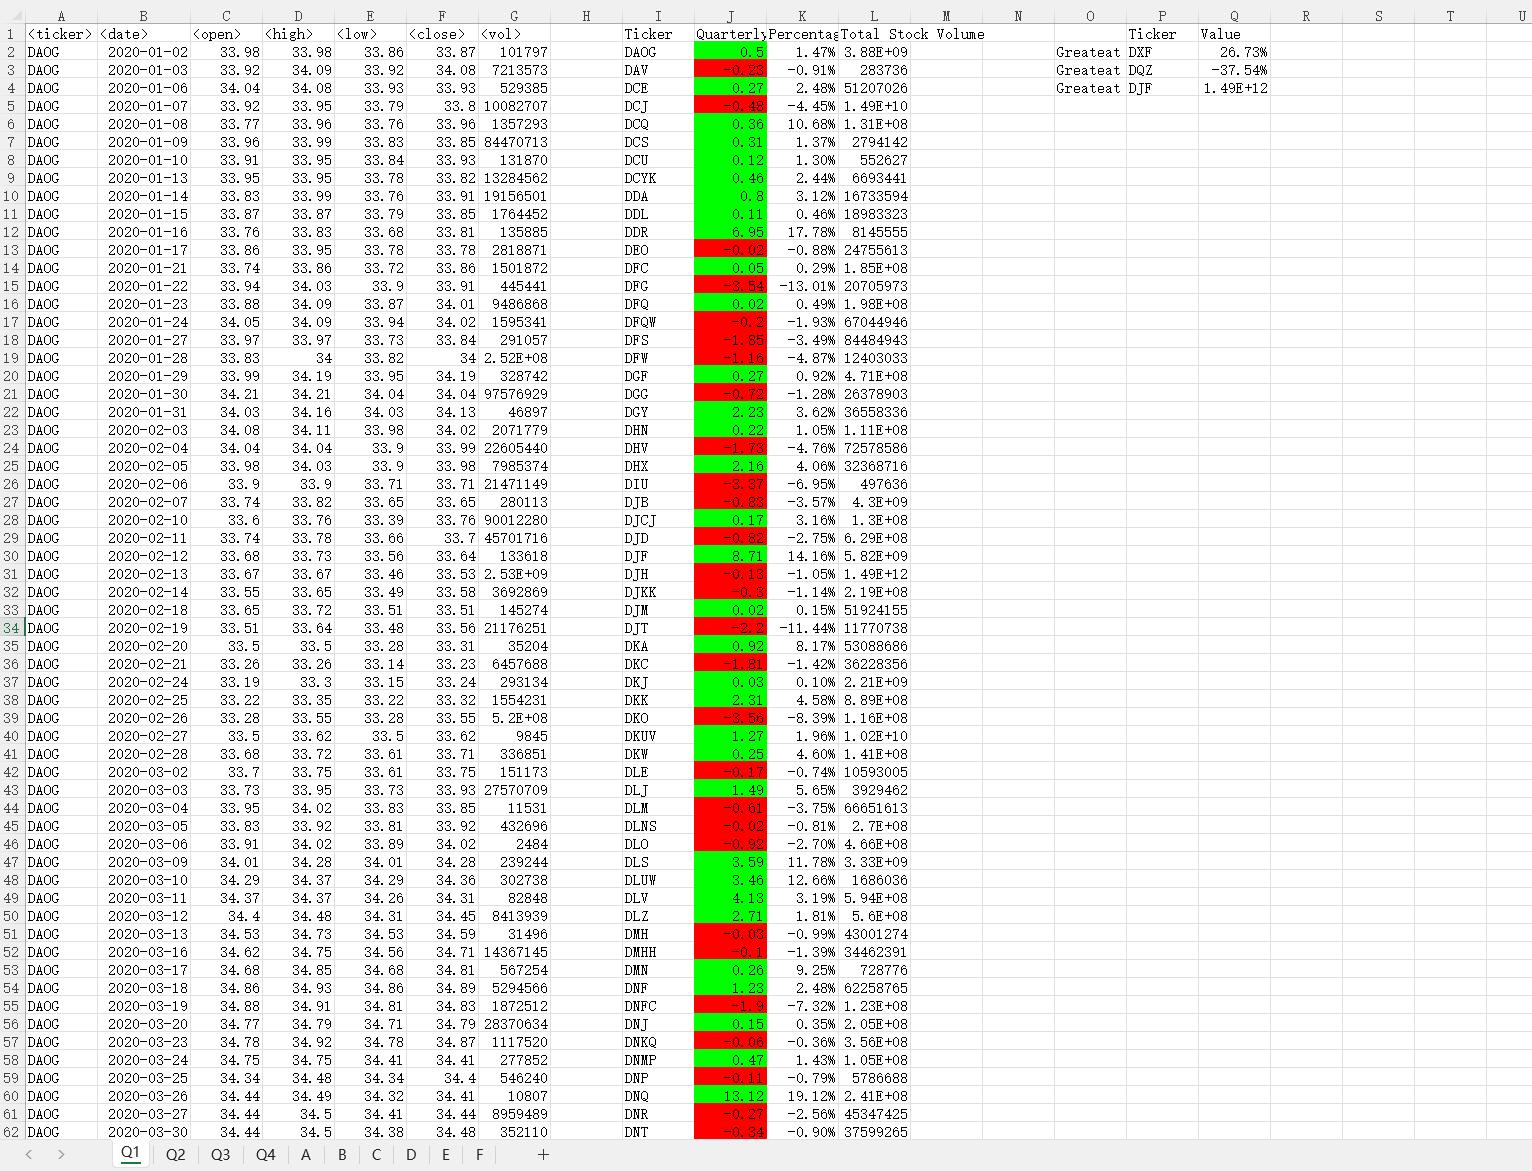 A B C D E F G H I J K L M N O P Q R S T U
1 <ticker> <date> <open> <high> <low> <close> <vol> Ticker Quarterly Percentag Total Stock Volume Ticker Value
2 DAOG 2020-01-02 33.98 33.98 33.86 33.87 101797 DAOG 0.5 1.47% 3.88E+09 Greateat DXF 26.73%
3 DAOG 2020-01-03 33.92 34.09 33.92 34.08 7213573 DAV -0.23 -0.91% 283736 Greateat DQZ -37.54%
4 DAOG 2020-01-06 34.04 34.08 33.93 33.93 529385 DCE 0.27 2.48% 51207026 Greateat DJF 1.49E+12
5 DAOG 2020-01-07 33.92 33.95 33.79 33.8 10082707 DCJ -0.48 -4.45% 1.49E+10
6 DAOG 2020-01-08 33.77 33.96 33.76 33.96 1357293 DCQ 0.36 10.68% 1.31E+08
7 DAOG 2020-01-09 33.96 33.99 33.83 33.85 84470713 DCS 0.31 1.37% 2794142
8 DAOG 2020-01-10 33.91 33.95 33.84 33.93 131870 DCU 0.12 1.30% 552627
9 DAOG 2020-01-13 33.95 33.95 33.78 33.82 13284562 DCYK 0.46 2.44% 6693441
10 DAOG 2020-01-14 33.83 33.99 33.76 33.91 19156501 DDA 0.8 3.12% 16733594
11 DAOG 2020-01-15 33.87 33.87 33.79 33.85 1764452 DDL 0.11 0.46% 18983323
12 DAOG 2020-01-16 33.76 33.83 33.68 33.81 135885 DDR 6.95 17.78% 8145555
13 DAOG 2020-01-17 33.86 33.95 33.78 33.78 2818871 DEO -0.02 -0.88% 24755613
14 DAOG 2020-01-21 33.74 33.86 33.72 33.86 1501872 DFC 0.05 0.29% 1.85E+08
15 DAOG 2020-01-22 33.94 34.03 33.9 33.91 445441 DFG -3.54 -13.01% 20705973
16 DAOG 2020-01-23 33.88 34.09 33.87 34.01 9486868 DFQ 0.02 0.49% 1.98E+08
17 DAOG 2020-01-24 34.05 34.09 33.94 34.02 1595341 DFQW -0.2 -1.93% 67044946
18 DAOG 2020-01-27 33.97 33.97 33.73 33.84 291057 DFS -1.85 -3.49% 84484943
19 DAOG 2020-01-28 33.83 34 33.82 34 2.52E+08 DFW -1.16 -4.87% 12403033
20 DAOG 2020-01-29 33.99 34.19 33.95 34.19 328742 DGF 0.27 0.92% 4.71E+08
21 DAOG 2020-01-30 34.21 34.21 34.04 34.04 97576929 DGG -0.72 -1.28% 26378903
22 DAOG 2020-01-31 34.03 34.16 34.03 34.13 46897 DGY 2.23 3.62% 36558336
23 DAOG 2020-02-03 34.08 34.11 33.98 34.02 2071779 DHN 0.22 1.05% 1.11E+08
24 DAOG 2020-02-04 34.04 34.04 33.9 33.99 22605440 DHV -1.73 -4.76% 72578586
25 DAOG 2020-02-05 33.98 34.03 33.9 33.98 7985374 DHX 2.16 4.06% 32368716
26 DAOG 2020-02-06 33.9 33.9 33.71 33.71 21471149 DIU -3.37 -6.95% 497636
27 DAOG 2020-02-07 33.74 33.82 33.65 33.65 280113 DJB -0.83 -3.57% 4.3E+09
28 DAOG 2020-02-10 33.6 33.76 33.39 33.76 90012280 DJCJ 0.17 3.16% 1.3E+08
29 DAOG 2020-02-11 33.74 33.78 33.66 33.7 45701716 DJD -0.82 -2.75% 6.29E+08
30 DAOG 2020-02-12 33.68 33.73 33.56 33.64 133618 DJF 8.71 14.16% 5.82E+09
31 DAOG 2020-02-13 33.67 33.67 33.46 33.53 2.53E+09 DJH -0.13 -1.05% 1.49E+12
32 DAOG 2020-02-14 33.55 33.65 33.49 33.58 3692869 DJKK -0.3 -1.14% 2.19E+08
33 DAOG 2020-02-18 33.65 33.72 33.51 33.51 145274 DJM 0.02 0.15% 51924155
34 DAOG 2020-02-19 33.51 33.64 33.48 33.56 21176251 DJT -2.2 -11.44% 11770738
35 DAOG 2020-02-20 33.5 33.5 33.28 33.31 35204 DKA 0.92 8.17% 53088686
36 DAOG 2020-02-21 33.26 33.26 33.14 33.23 6457688 DKC -1.81 -1.42% 36228356
37 DAOG 2020-02-24 33.19 33.3 33.15 33.24 293134 DKJ 0.03 0.10% 2.21E+09
38 DAOG 2020-02-25 33.22 33.35 33.22 33.32 1554231 DKK 2.31 4.58% 8.89E+08
39 DAOG 2020-02-26 33.28 33.55 33.28 33.55 5.2E+08 DKO -3.56 -8.39% 1.16E+08
40 DAOG 2020-02-27 33.5 33.62 33.5 33.62 9845 DKUV 1.27 1.96% 1.02E+10
41 DAOG 2020-02-28 33.68 33.72 33.61 33.71 336851 DKW 0.25 4.60% 1.41E+08
42 DAOG 2020-03-02 33.7 33.75 33.61 33.75 151173 DLE -0.17 -0.74% 10593005
43 DAOG 2020-03-03 33.73 33.95 33.73 33.93 27570709 DLJ 1.49 5.65% 3929462
44 DAOG 2020-03-04 33.95 34.02 33.83 33.85 11531 DLM -0.61 -3.75% 66651613
45 DAOG 2020-03-05 33.83 33.92 33.81 33.92 432696 DLNS -0.02 -0.81% 2.7E+08
46 DAOG 2020-03-06 33.91 34.02 33.89 34.02 2484 DLO -0.92 -2.70% 4.66E+08
47 DAOG 2020-03-09 34.01 34.28 34.01 34.28 239244 DLS 3.59 11.78% 3.33E+09
48 DAOG 2020-03-10 34.29 34.37 34.29 34.36 302738 DLUW 3.46 12.66% 1686036
49 DAOG 2020-03-11 34.37 34.37 34.26 34.31 82848 DLV 4.13 3.19% 5.94E+08
50 DAOG 2020-03-12 34.4 34.48 34.31 34.45 8413939 DLZ 2.71 1.81% 5.6E+08
51 DAOG 2020-03-13 34.53 34.73 34.53 34.59 31496 DMH -0.03 -0.99% 43001274
52 DAOG 2020-03-16 34.62 34.75 34.56 34.71 14367145 DMHH -0.1 -1.39% 34462391
53 DAOG 2020-03-17 34.68 34.85 34.68 34.81 567254 DMN 0.26 9.25% 728776
54 DAOG 2020-03-18 34.86 34.93 34.86 34.89 5294566 DNF 1.23 2.48% 62258765
55 DAOG 2020-03-19 34.88 34.91 34.81 34.83 1872512 DNFC -1.9 -7.32% 1.23E+08
56 DAOG 2020-03-20 34.77 34.79 34.71 34.79 28370634 DNJ 0.15 0.35% 2.05E+08
57 DAOG 2020-03-23 34.78 34.92 34.78 34.87 1117520 DNKQ -0.06 -0.36% 3.56E+08
58 DAOG 2020-03-24 34.75 34.75 34.41 34.41 277852 DNMP 0.47 1.43% 1.05E+08
59 DAOG 2020-03-25 34.34 34.48 34.34 34.4 546240 DNP -0.11 -0.79% 5786688
60 DAOG 2020-03-26 34.44 34.49 34.32 34.41 10807 DNQ 13.12 19.12% 2.41E+08
61 DAOG 2020-03-27 34.44 34.5 34.41 34.44 8959489 DNR -0.27 -2.56% 45347425
62 DAOG 2020-03-30 34.44 34.5 34.38 34.48 352110 DNT -0.34 -0.90% 37599265
Q1 Q2 Q3 Q4 A B C D E F